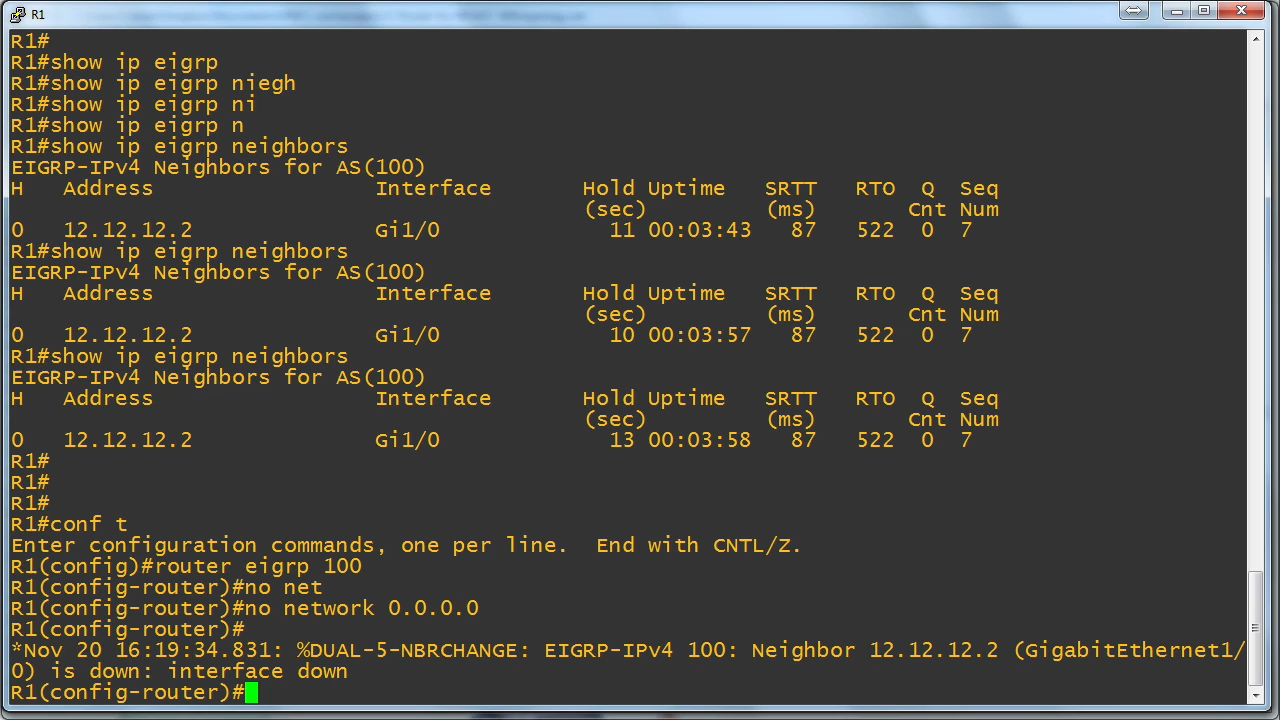 R1
R1#
R1#show ip eigrp
R1#show ip eigrp niegh
R1#show ip eigrp ni
R1#show ip eigrp n
R1#show ip eigrp neighbors
EIGRP-IPv4 Neighbors for AS(100)
H   Address                 Interface       Hold Uptime   SRTT   RTO  Q  Seq
                                            (sec)         (ms)       Cnt Num
0   12.12.12.2              Gi1/0             11 00:03:43   87   522  0  7
R1#show ip eigrp neighbors
EIGRP-IPv4 Neighbors for AS(100)
H   Address                 Interface       Hold Uptime   SRTT   RTO  Q  Seq
                                            (sec)         (ms)       Cnt Num
0   12.12.12.2              Gi1/0             10 00:03:57   87   522  0  7
R1#show ip eigrp neighbors
EIGRP-IPv4 Neighbors for AS(100)
H   Address                 Interface       Hold Uptime   SRTT   RTO  Q  Seq
                                            (sec)         (ms)       Cnt Num
0   12.12.12.2              Gi1/0             13 00:03:58   87   522  0  7
R1#
R1#
R1#
R1#conf t
Enter configuration commands, one per line.  End with CNTL/Z.
R1(config)#router eigrp 100
R1(config-router)#no net
R1(config-router)#no network 0.0.0.0
R1(config-router)#
*Nov 20 16:19:34.831: %DUAL-5-NBRCHANGE: EIGRP-IPv4 100: Neighbor 12.12.12.2 (GigabitEthernet1/
0) is down: interface down
R1(config-router)#